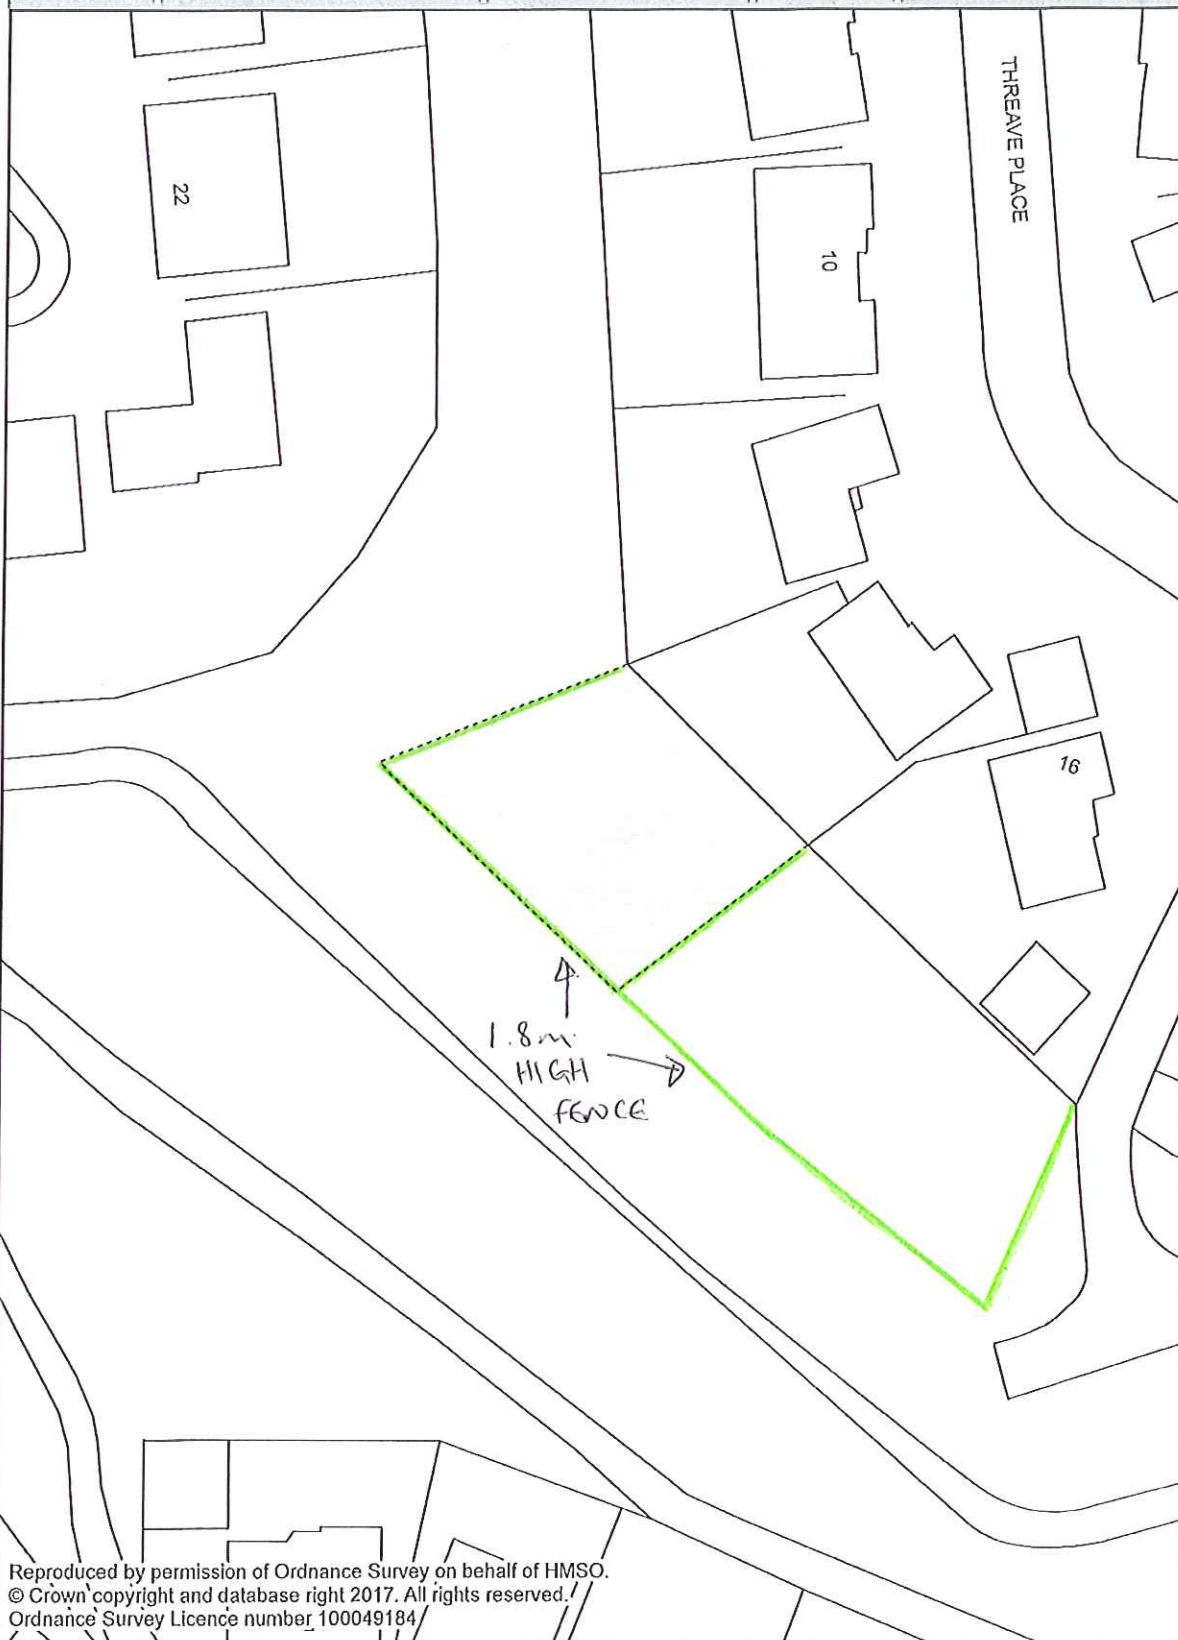 THREAVE PLACE
22
10
16
1.8m.
HIGH
FENCE
Reproduced by permission of Ordnance Survey on behalf of HMSO.
© Crown copyright and database right 2017. All rights reserved.
Ordnance Survey Licence number 100049184